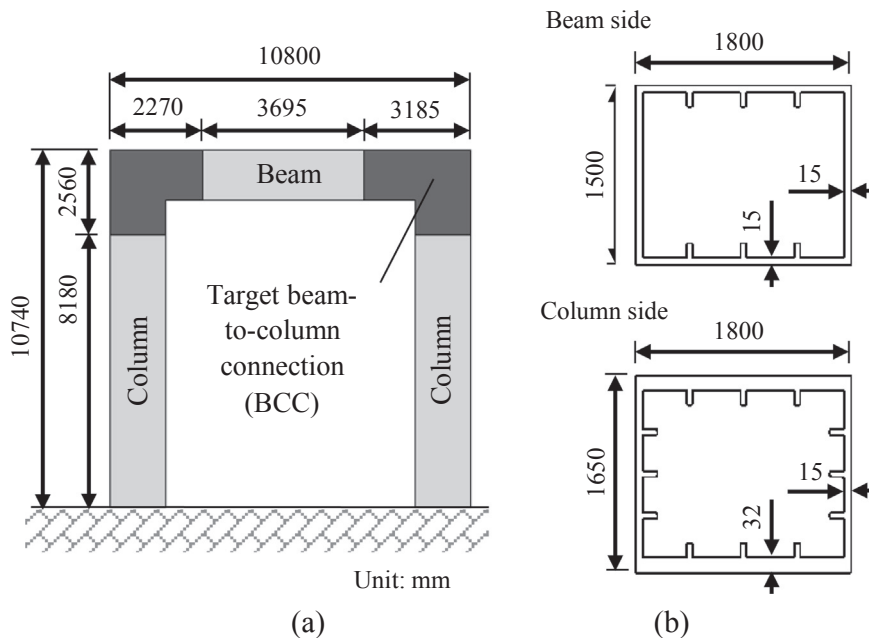 10800
2270
3695
3185
2560
8180
10740
Beam
Column
Column
Target beam-
to-column
connection
(BCC)
Unit: mm
(a)
Beam side
1800
1500
15
15
Column side
1800
1650
15
32
(b)